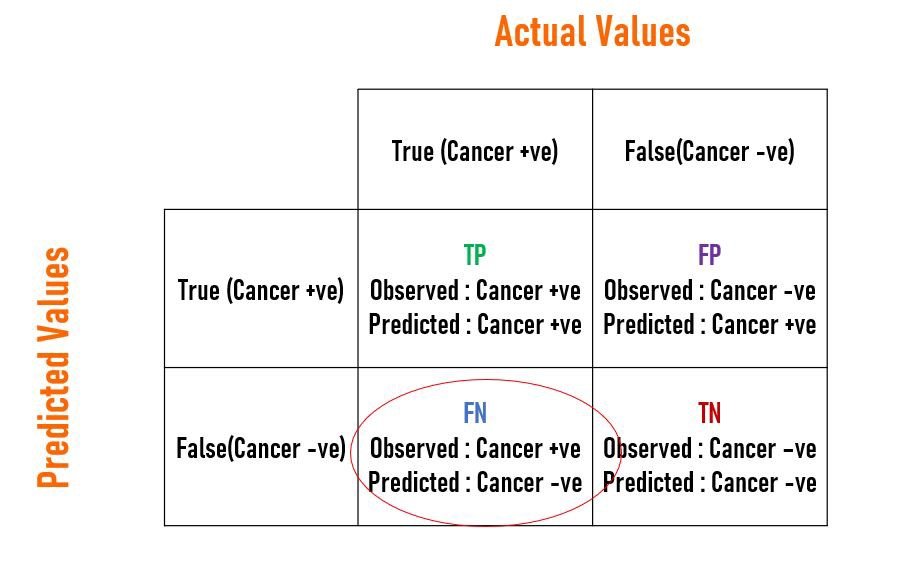 Actual Values
True (Cancer +ve)
False(Cancer -ve)
Predicted Values
True (Cancer +ve)
TP
Observed : Cancer +ve
Predicted : Cancer +ve
FP
Observed : Cancer -ve
Predicted : Cancer +ve
False(Cancer -ve)
FN
Observed : Cancer +ve
Predicted : Cancer -ve
TN
Observed : Cancer -ve
Predicted : Cancer -ve